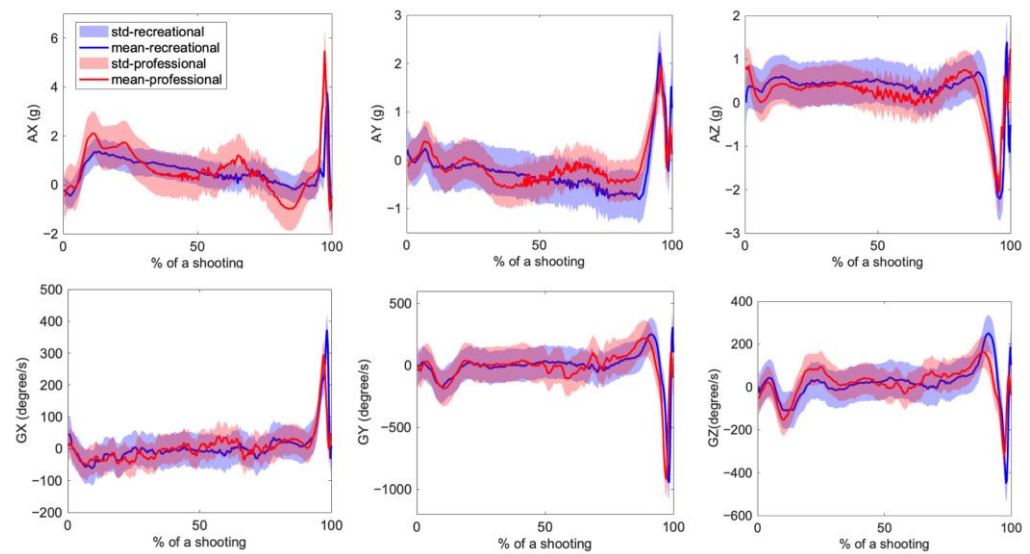 6
4
2
0
−2
AX (g)
std-recreational
mean-recreational
std-professional
mean-professional
0 50 100
% of a shooting
3
2
1
0
−1
AY (g)
0 50 100
% of a shooting
2
1
0
−1
−2
−3
AZ (g)
0 50 100
% of a shooting
500
400
300
200
100
0
−100
−200
GX (degree/s)
0 50 100
% of a shooting
500
0
−500
−1000
GY (degree/s)
0 50 100
% of a shooting
400
200
0
−200
−400
−600
GZ(degree/s)
0 50 100
% of a shooting